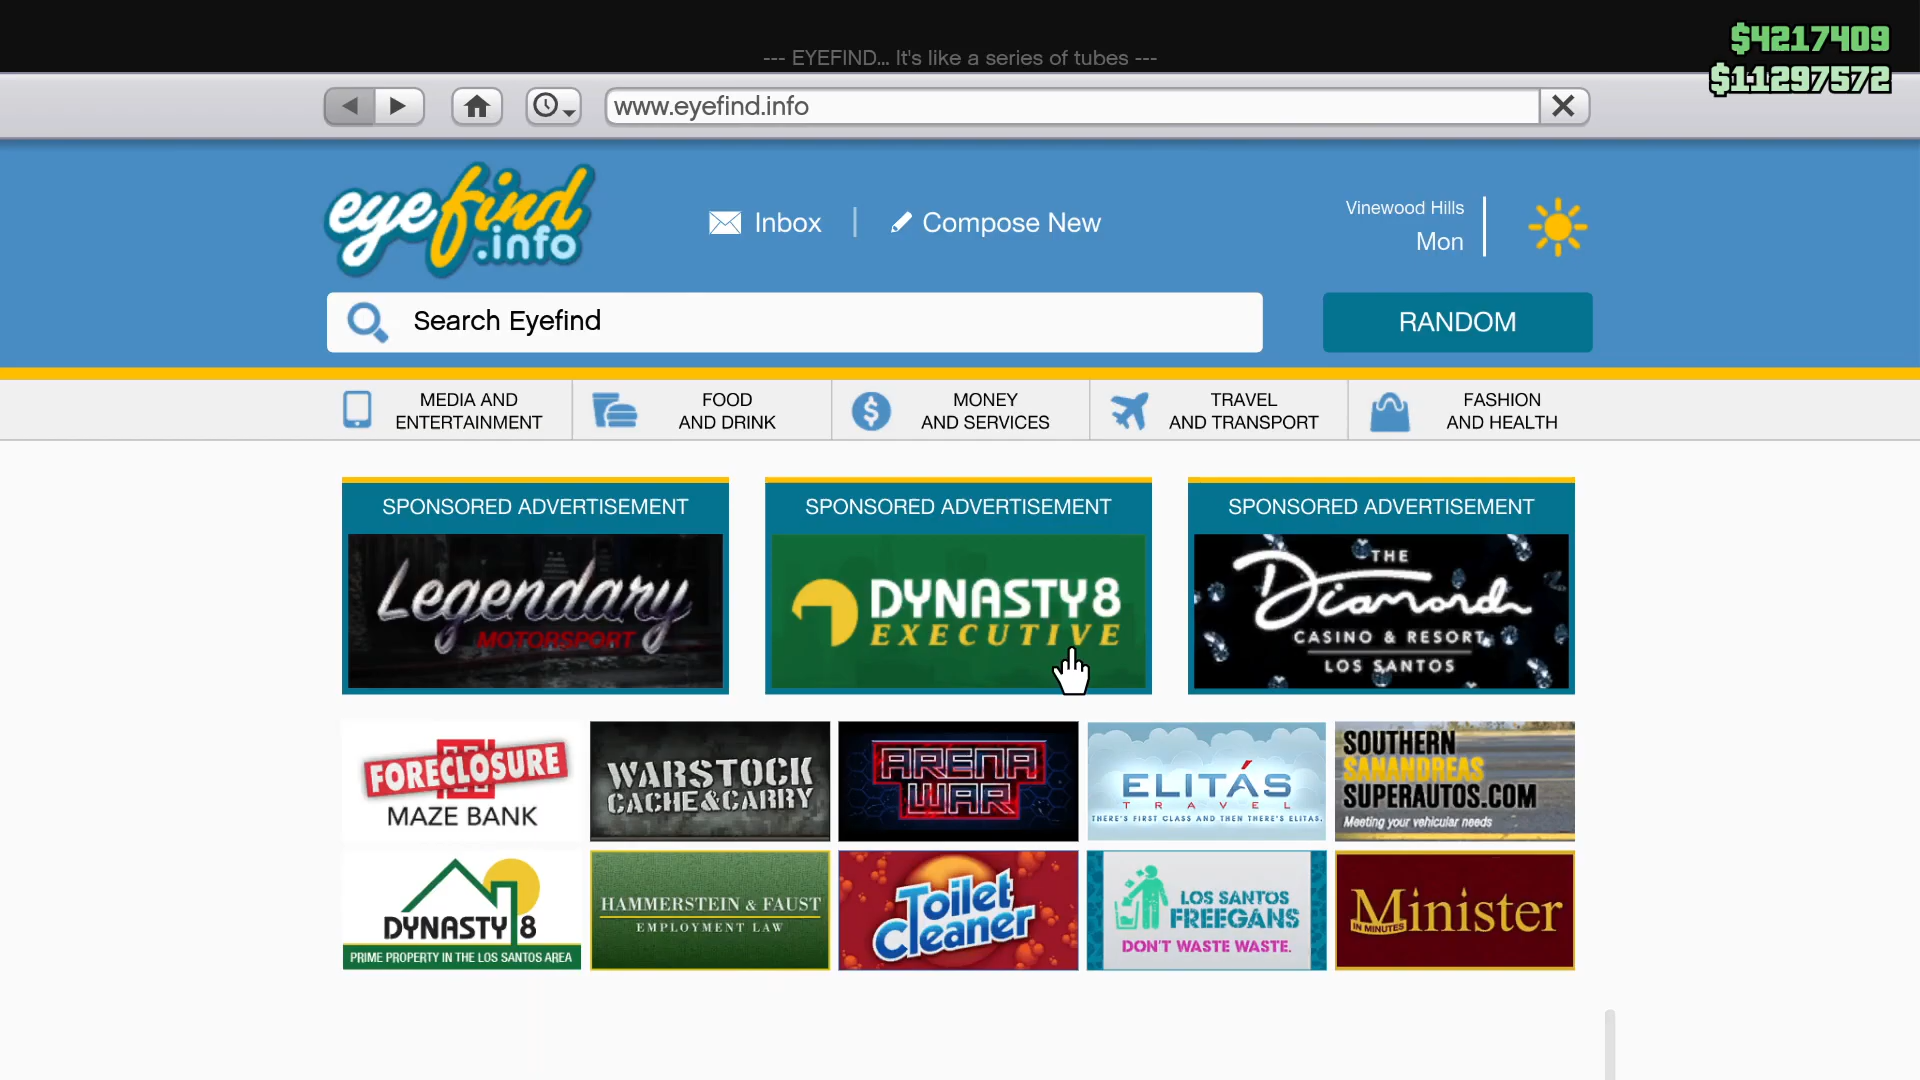 $4217409
--- EYEFIND... It's like a series of tubes ---
$11297572
www.eyefind.info
eyefind
.info
Inbox
Compose New
Vinewood Hills
Mon
Search Eyefind
RANDOM
MEDIA AND
ENTERTAINMENT
FOOD
AND DRINK
MONEY
AND SERVICES
TRAVEL
AND TRANSPORT
FASHION
AND HEALTH
SPONSORED ADVERTISEMENT
Legendary
MOTORSPORT
SPONSORED ADVERTISEMENT
DYNASTY8
EXECUTIVE
SPONSORED ADVERTISEMENT
THE
Diamond
CASINO & RESORT
LOS SANTOS
FORECLOSURE
MAZE BANK
WARSTOCK
CACHE&CARRY
ARENA
WAR
ELITÁS
TRAVEL
THERE'S FIRST CLASS AND THEN THERE'S ELITAS.
SOUTHERN
SANANDREAS
SUPERAUTOS.COM
Meeting your vehicular needs
DYNASTY 8
PRIME PROPERTY IN THE LOS SANTOS AREA
HAMMERSTEIN & FAUST
EMPLOYMENT LAW
Toilet
Cleaner
LOS SANTOS
FREEGANS
DON'T WASTE WASTE.
Minister
IN MINUTES